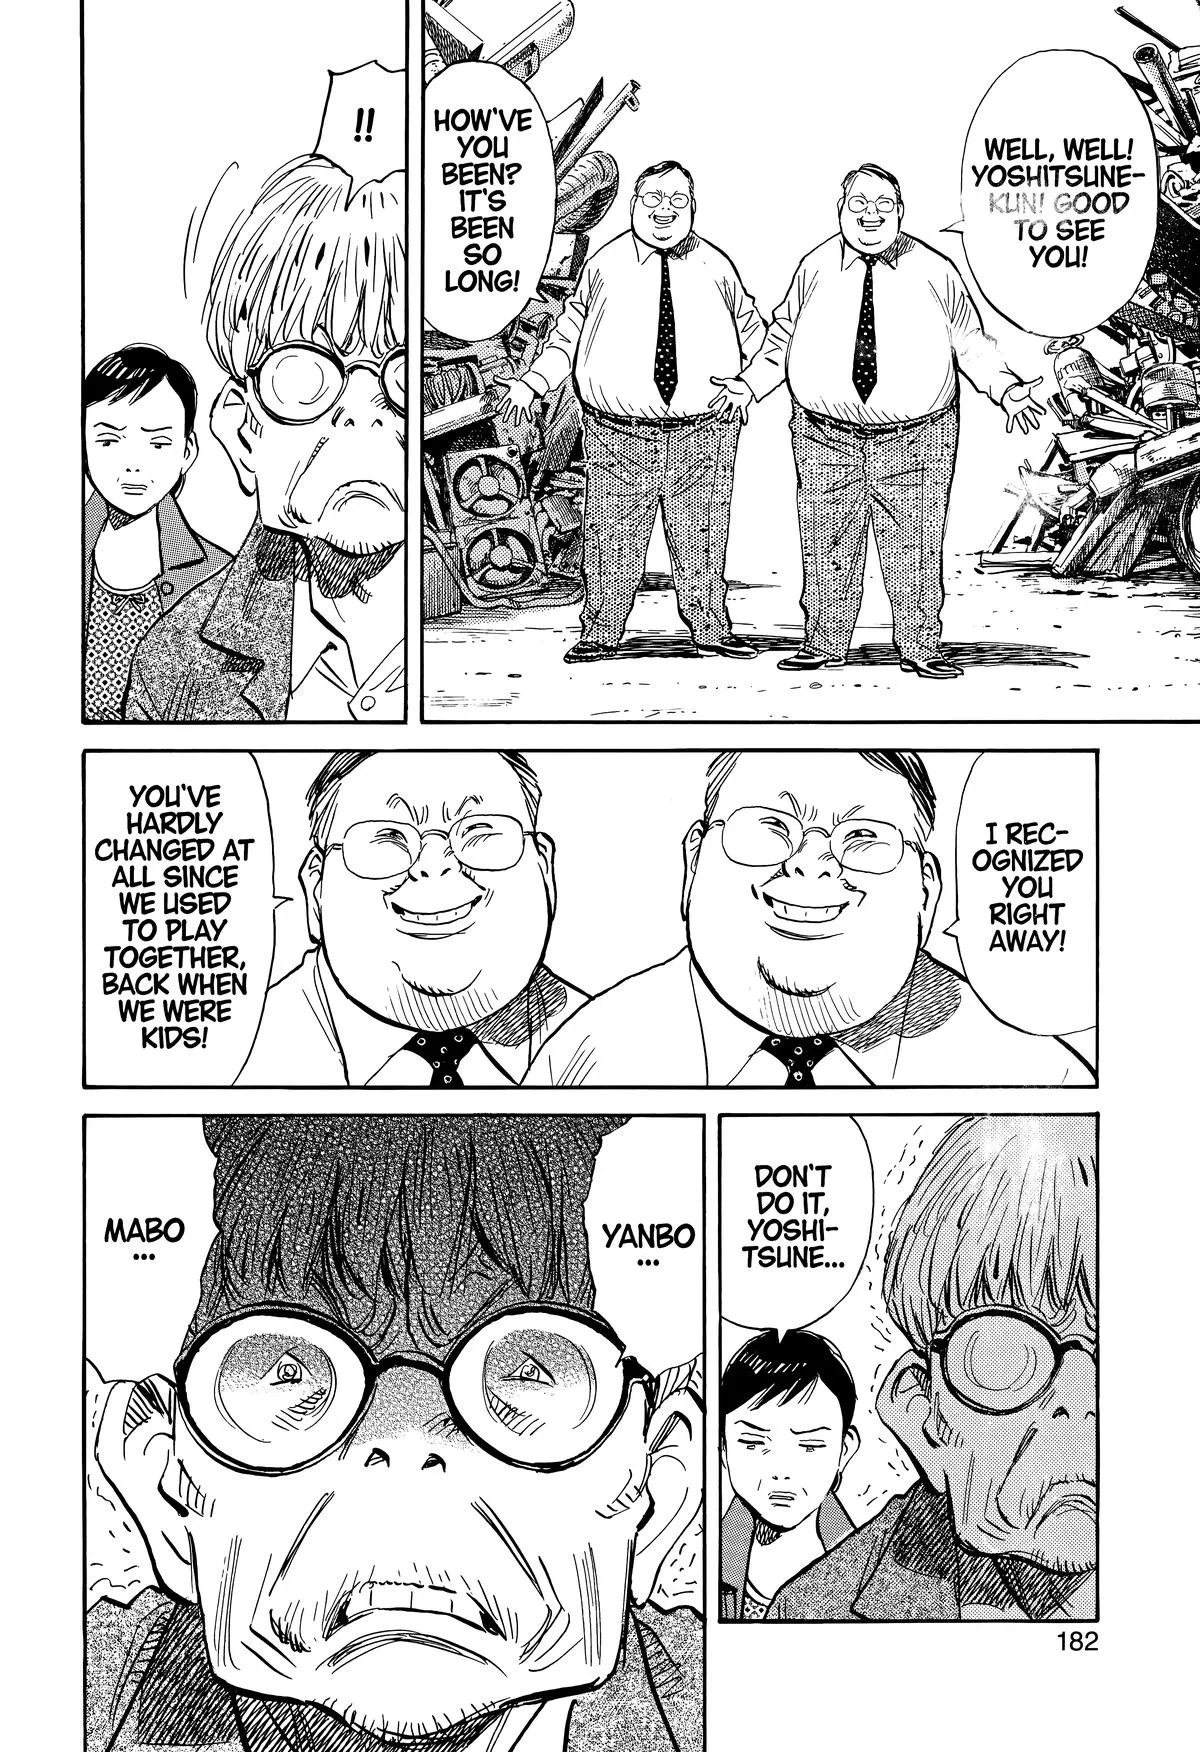 WELL, WELL!
YOSHITSUNE-
KUN! GOOD
TO SEE
YOU!
HOW'VE
YOU
BEEN?
IT'S
BEEN
SO
LONG!
!!
I REC-
OGNIZED
YOU
RIGHT
AWAY!
YOU'VE
HARDLY
CHANGED AT
ALL SINCE
WE USED
TO PLAY
TOGETHER,
BACK WHEN
WE WERE
KIDS!
DON'T
DO IT,
YOSHI-
TSUNE...
YANBO
...
MABO
...
182